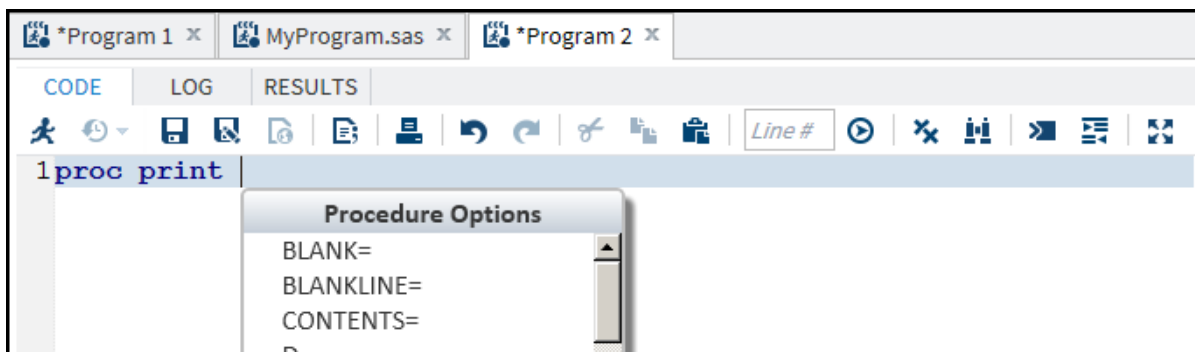 *Program 1 × MyProgram.sas × *Program 2 ×
CODE LOG RESULTS
Line #
1 proc print
Procedure Options
BLANK=
BLANKLINE=
CONTENTS=